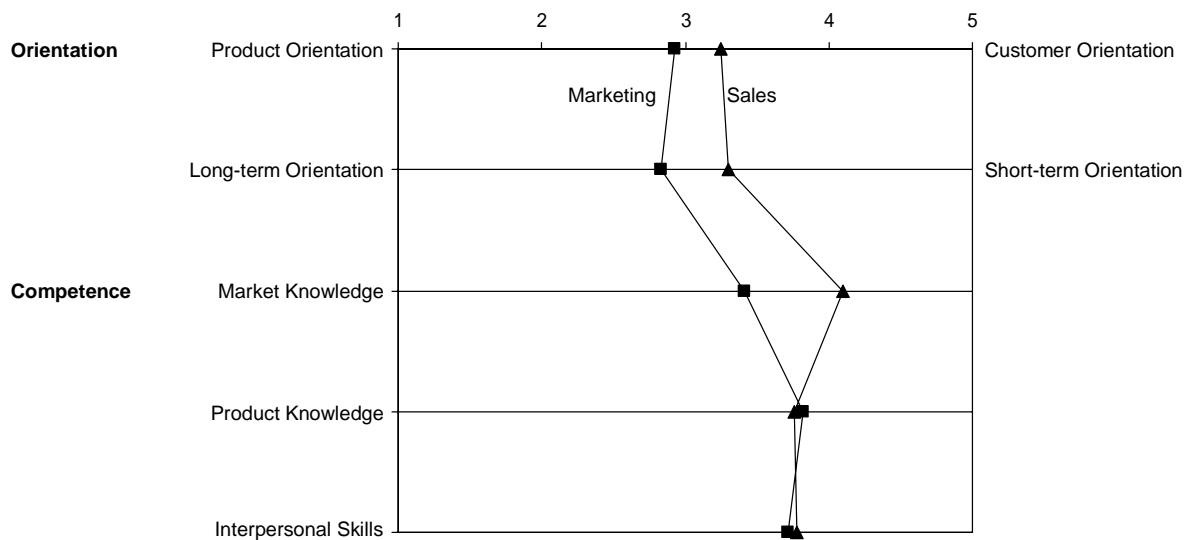 1 2 3 4 5
Orientation Product Orientation Customer Orientation
Marketing Sales
Long-term Orientation Short-term Orientation
Competence Market Knowledge
Product Knowledge
Interpersonal Skills